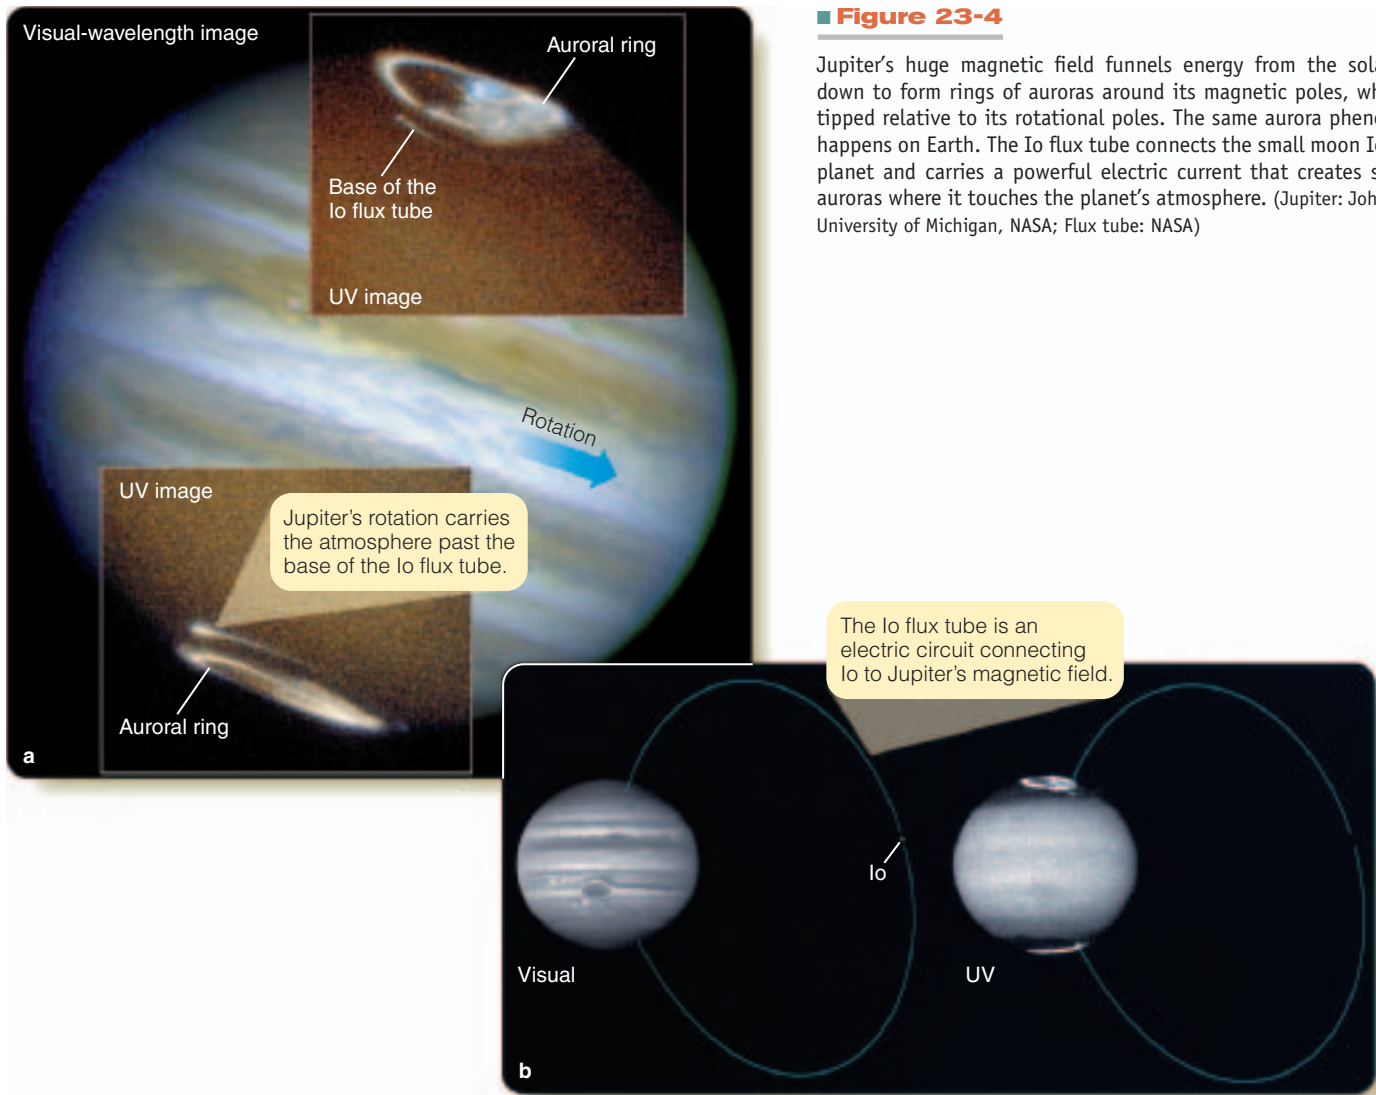 Visual-wavelength image
Auroral ring
Base of the
Io flux tube
UV image
Rotation
UV image
Jupiter's rotation carries
the atmosphere past the
base of the Io flux tube.
Auroral ring
a
■ Figure 23-4
Jupiter's huge magnetic field funnels energy from the
down to form rings of auroras around its magnetic poles,
tipped relative to its rotational poles. The same aurora
happens on Earth. The Io flux tube connects the small moon
planet and carries a powerful electric current that creates
auroras where it touches the planet's atmosphere. (Jupiter:
University of Michigan, NASA; Flux tube: NASA)
The Io flux tube is an
electric circuit connecting
Io to Jupiter's magnetic field.
Io
Visual
UV
b